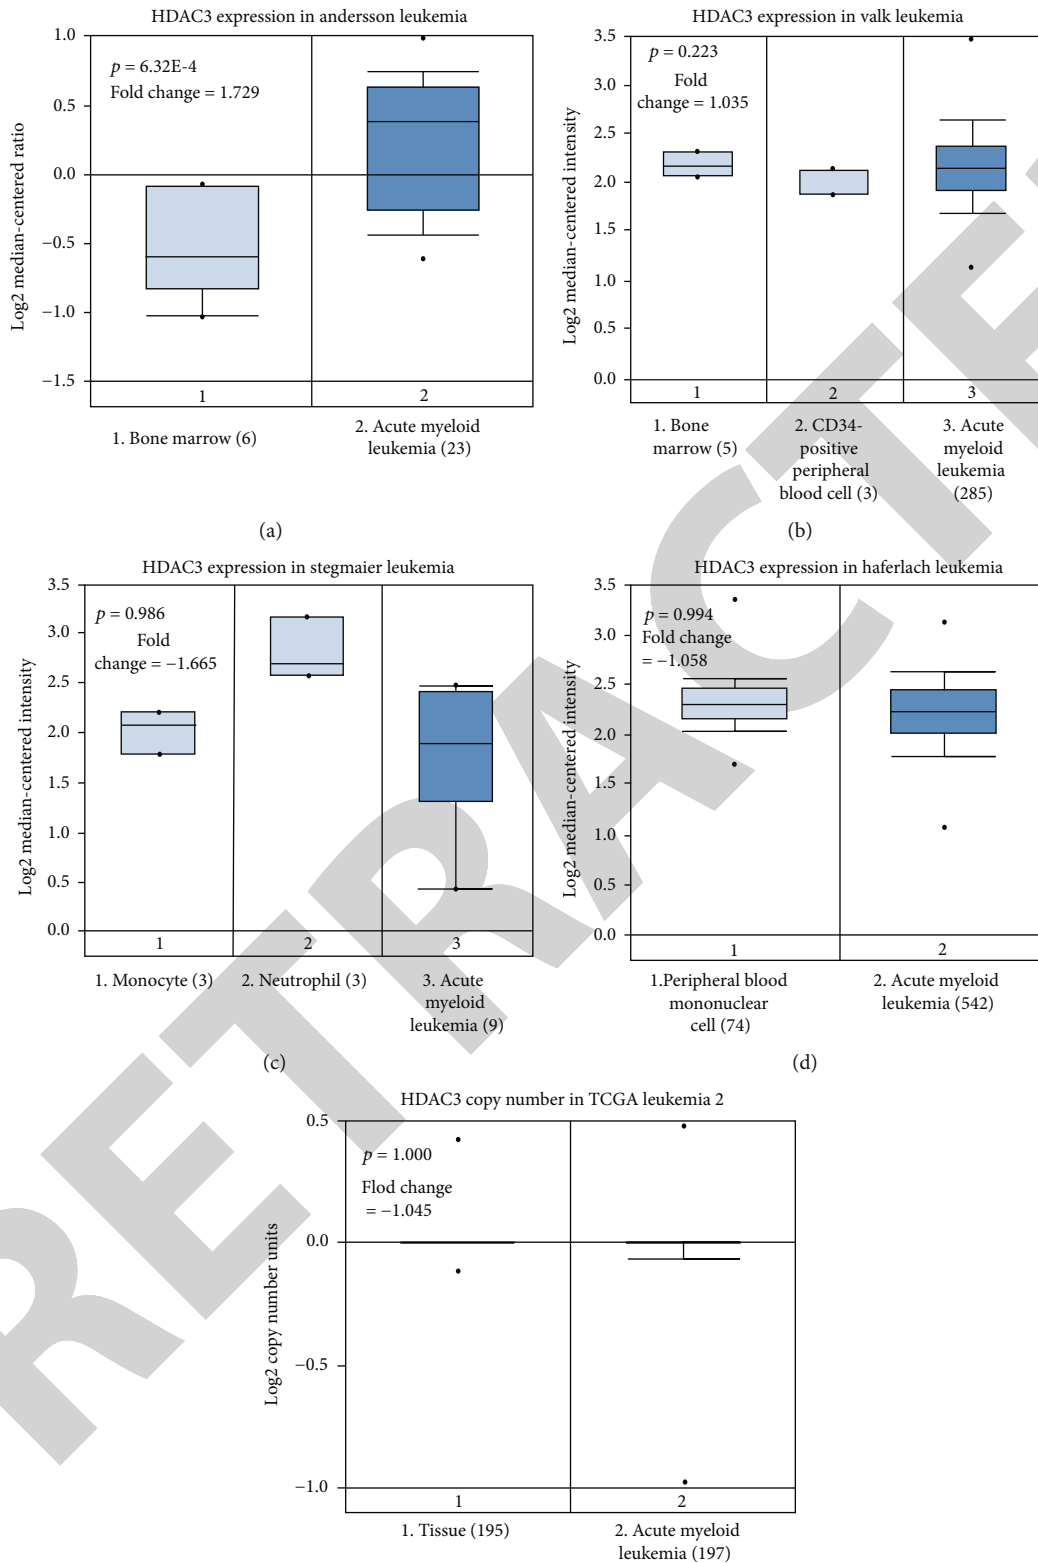 HDAC3 expression in andersson leukemia
p = 6.32E-4
Fold change = 1.729
Log2 median-centered ratio
1.0
0.5
0.0
−0.5
−1.0
−1.5
1
2
1. Bone marrow (6)
2. Acute myeloid
leukemia (23)
(a)
HDAC3 expression in valk leukemia
p = 0.223
Fold
change = 1.035
Log2 median-centered intensity
3.5
3.0
2.5
2.0
1.5
1.0
0.5
0.0
1
2
3
1. Bone
marrow (5)
2. CD34-
positive
peripheral
blood cell (3)
3. Acute
myeloid
leukemia
(285)
(b)
HDAC3 expression in stegmaier leukemia
p = 0.986
Fold
change = −1.665
Log2 median-centered intensity
3.5
3.0
2.5
2.0
1.5
1.0
0.5
0.0
1
2
3
1. Monocyte (3)
2. Neutrophil (3)
3. Acute
myeloid
leukemia (9)
(c)
HDAC3 expression in haferlach leukemia
p = 0.994
Fold change
= −1.058
Log2 median-centered intensity
3.5
3.0
2.5
2.0
1.5
1.0
0.5
0.0
1
2
1.Peripheral blood
mononuclear
cell (74)
2. Acute myeloid
leukemia (542)
(d)
HDAC3 copy number in TCGA leukemia 2
p = 1.000
Flod change
= −1.045
Log2 copy number units
0.5
0.0
−0.5
−1.0
1
2
1. Tissue (195)
2. Acute myeloid
leukemia (197)
RETRACTE